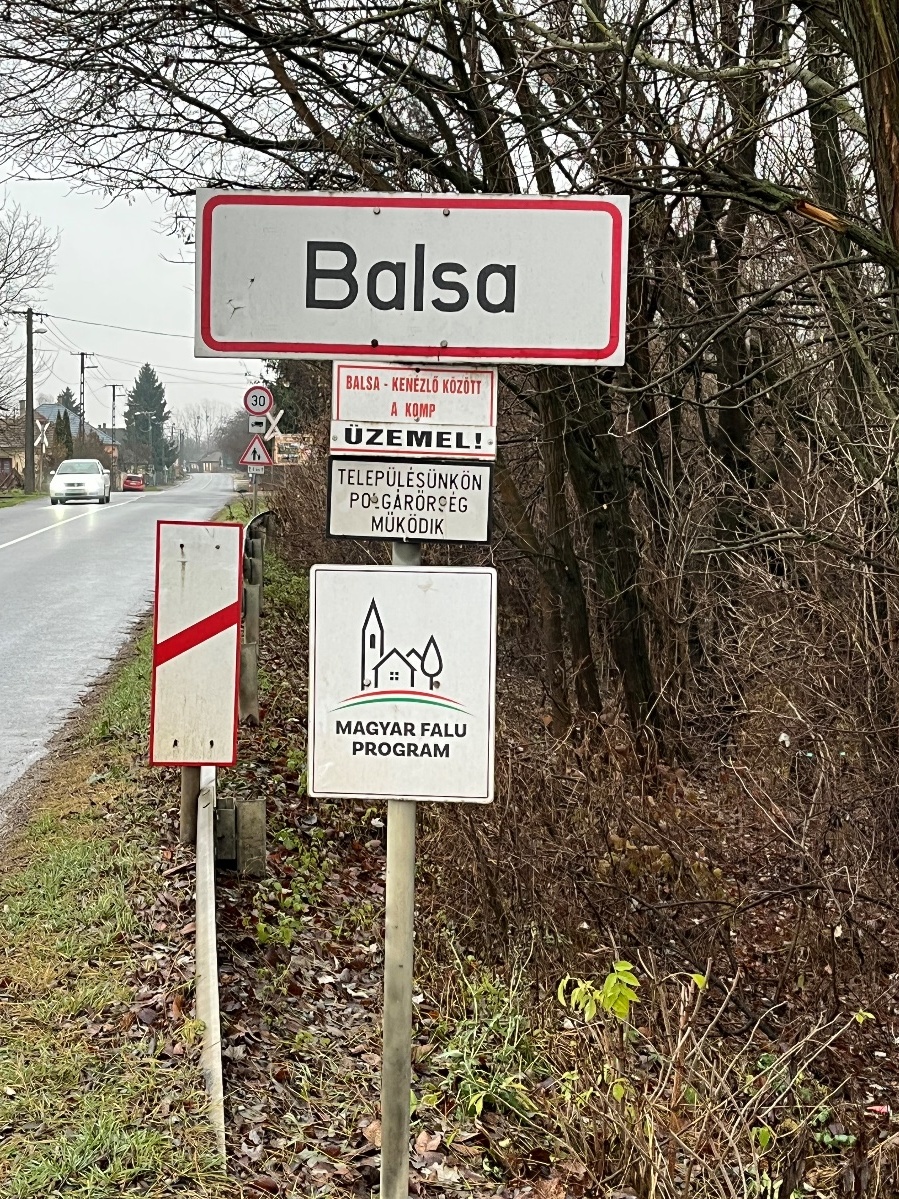 Balsa
BALSA - KENÉZLŐ KÖZÖTT
A KOMP
ÜZEMEL!
TELEPÜLÉSÜNKÖN
POLGÁRŐRSÉG
MŰKÖDIK
MAGYAR FALU
PROGRAM
30